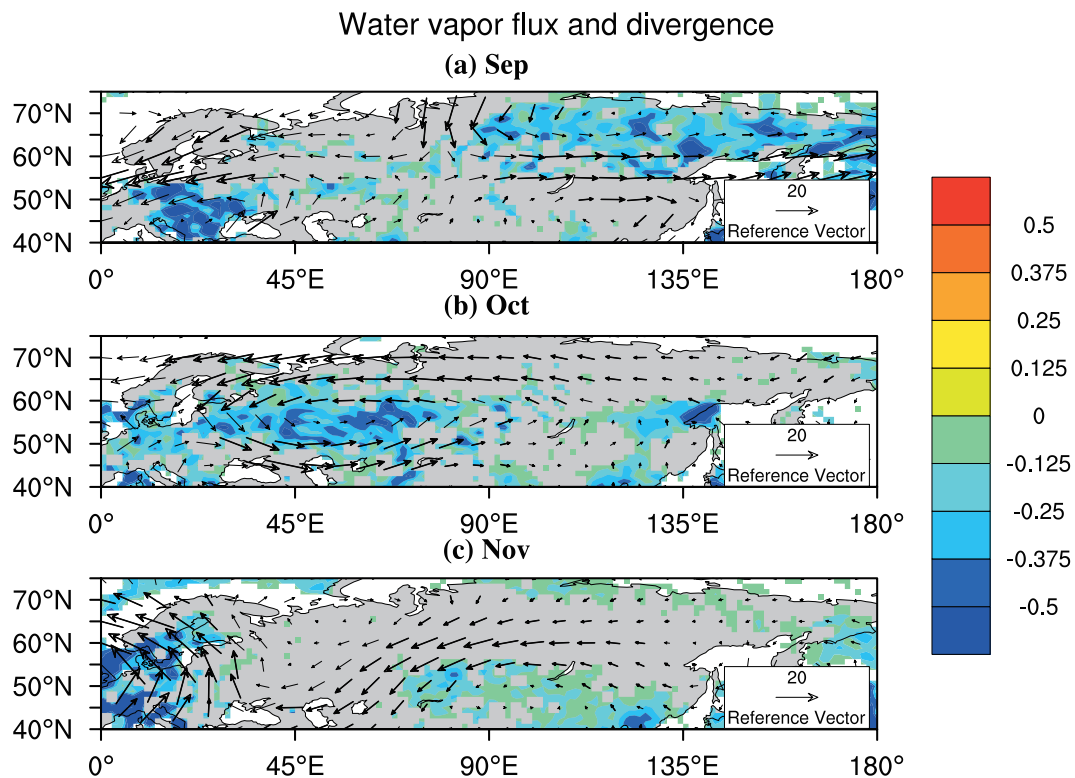 Water vapor flux and divergence
(a) Sep
70°N
60°N
50°N
40°N
20
Reference Vector
0° 45°E 90°E 135°E 180°
(b) Oct
70°N
60°N
50°N
40°N
20
Reference Vector
0° 45°E 90°E 135°E 180°
(c) Nov
70°N
60°N
50°N
40°N
20
Reference Vector
0° 45°E 90°E 135°E 180°
0.5
0.375
0.25
0.125
0
-0.125
-0.25
-0.375
-0.5